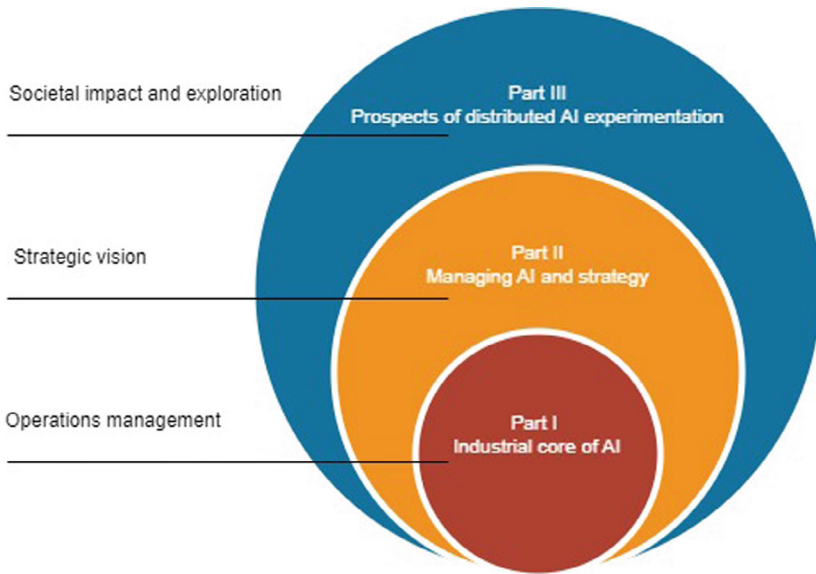 Societal impact and exploration
Part III
Prospects of distributed AI experimentation
Strategic vision
Part II
Managing AI and strategy
Operations management
Part I
Industrial core of AI